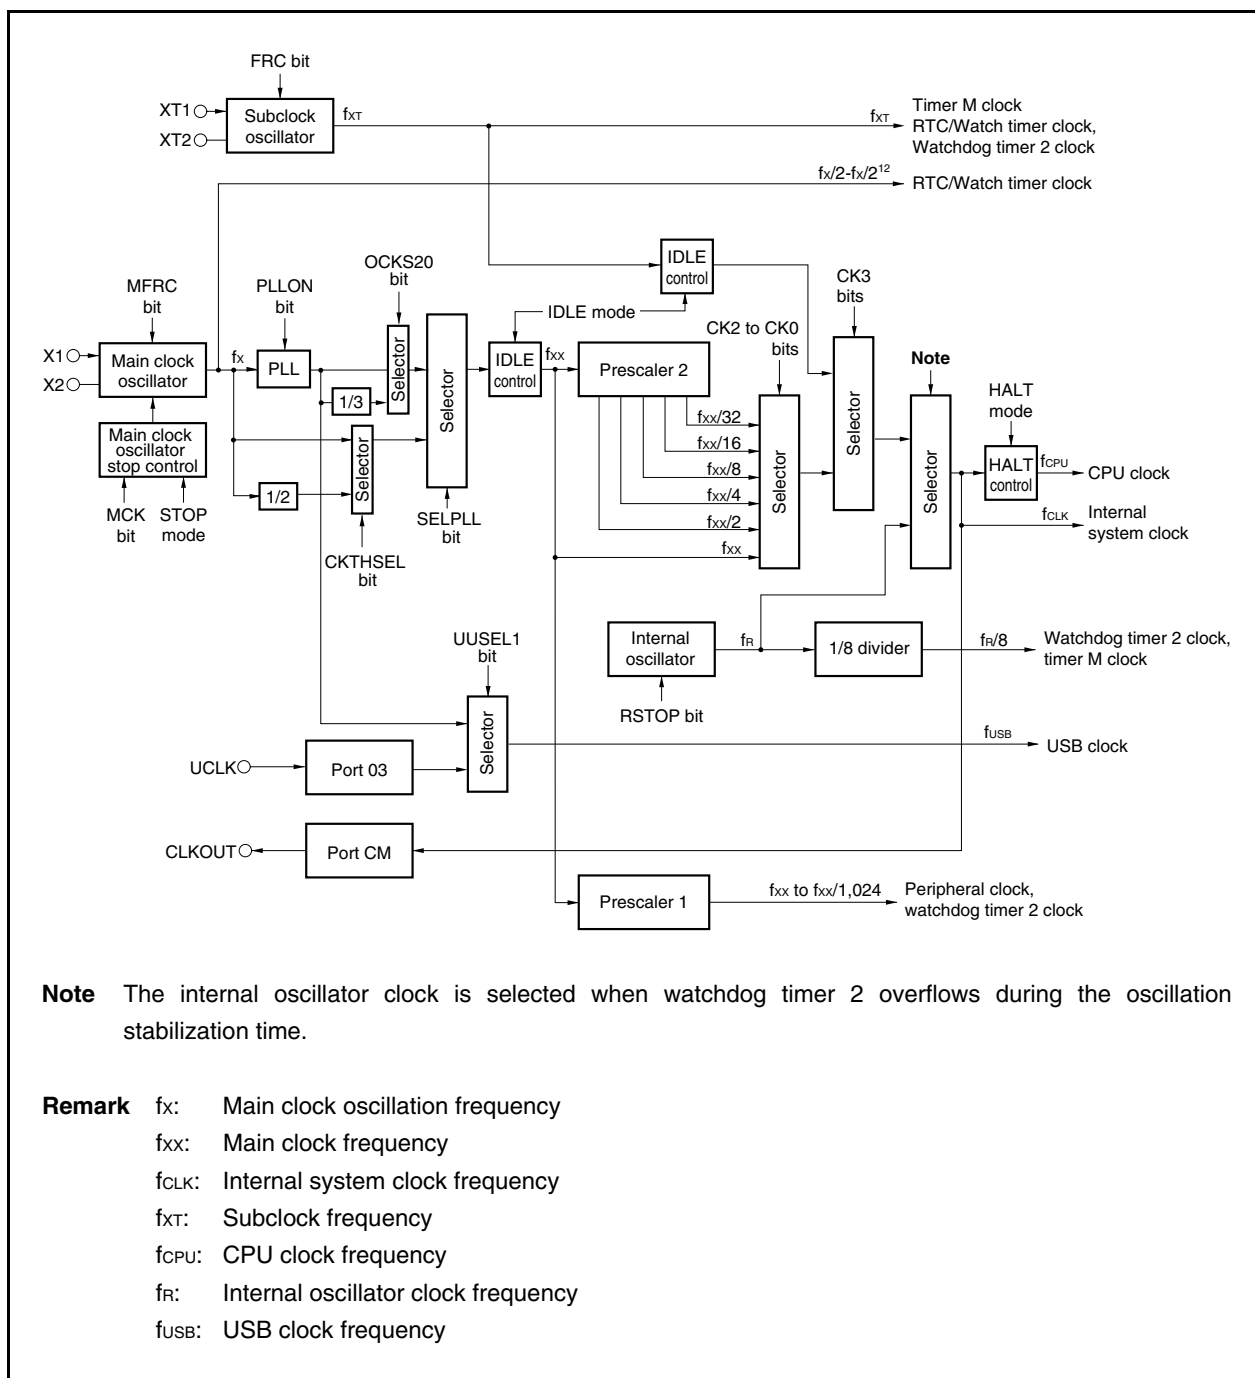 FRC bit
XT1
XT2
Subclock
oscillator
fXT
fXT
Timer M clock
RTC/Watch timer clock,
Watchdog timer 2 clock
fX/2-fX/2¹²
RTC/Watch timer clock
MFRC
bit
PLLON
bit
OCKS20
bit
IDLE
control
IDLE mode
CK3
bits
CK2 to CK0
bits
Note
HALT
mode
X1
X2
Main clock
oscillator
fX
PLL
1/3
Selector
Selector
IDLE
control
fXX
Prescaler 2
fXX/32
fXX/16
fXX/8
fXX/4
fXX/2
fXX
Selector
Selector
Selector
HALT
control
fCPU
CPU clock
fCLK
Internal
system clock
Main clock
oscillator
stop control
MCK
bit
STOP
mode
1/2
Selector
CKTHSEL
bit
SELPLL
bit
Internal
oscillator
fR
1/8 divider
fR/8
Watchdog timer 2 clock,
timer M clock
RSTOP bit
UUSEL1
bit
Selector
fUSB
USB clock
UCLK
Port 03
CLKOUT
Port CM
Prescaler 1
fXX to fXX/1,024
Peripheral clock,
watchdog timer 2 clock
Note The internal oscillator clock is selected when watchdog timer 2 overflows during the oscillation
stabilization time.
Remark fX: Main clock oscillation frequency
fXX: Main clock frequency
fCLK: Internal system clock frequency
fXT: Subclock frequency
fCPU: CPU clock frequency
fR: Internal oscillator clock frequency
fUSB: USB clock frequency